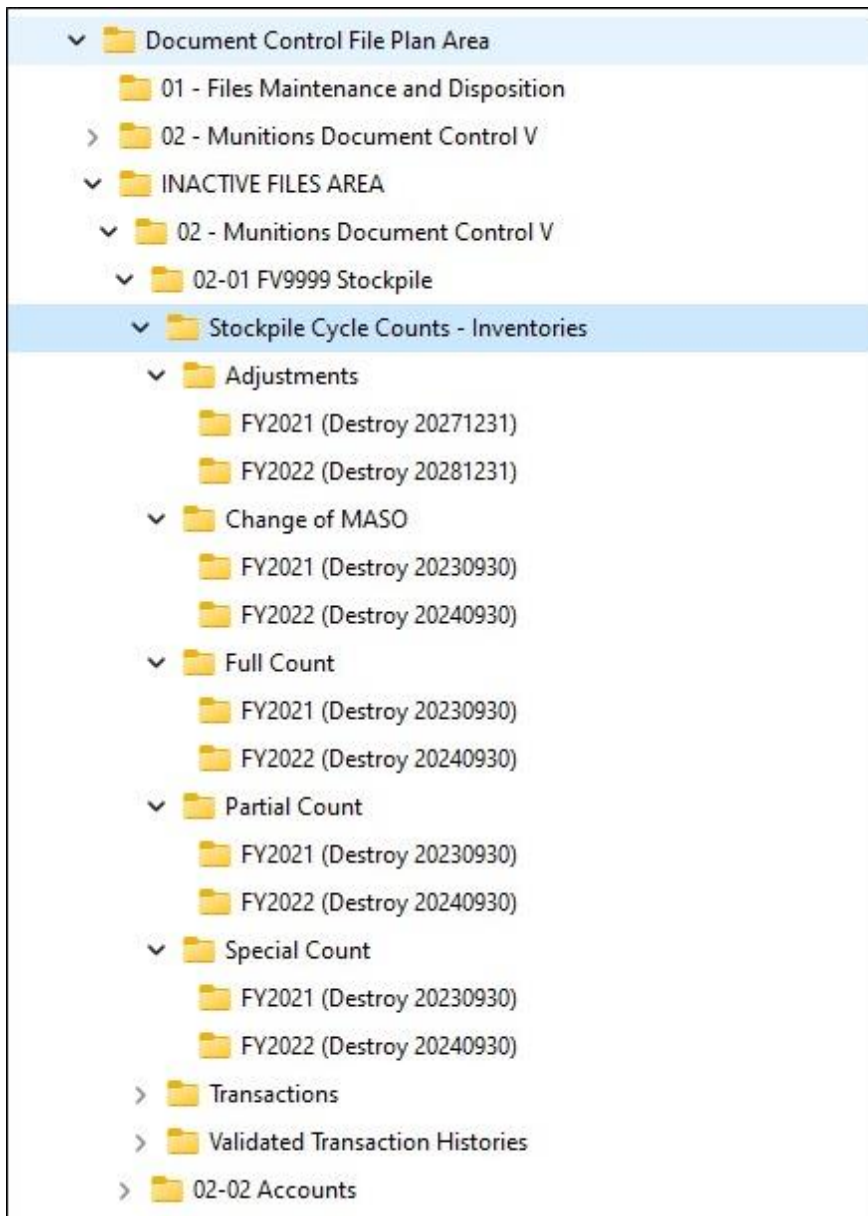 Document Control File Plan Area
01 - Files Maintenance and Disposition
02 - Munitions Document Control V
INACTIVE FILES AREA
02 - Munitions Document Control V
02-01 FV9999 Stockpile
Stockpile Cycle Counts - Inventories
Adjustments
FY2021 (Destroy 20271231)
FY2022 (Destroy 20281231)
Change of MASO
FY2021 (Destroy 20230930)
FY2022 (Destroy 20240930)
Full Count
FY2021 (Destroy 20230930)
FY2022 (Destroy 20240930)
Partial Count
FY2021 (Destroy 20230930)
FY2022 (Destroy 20240930)
Special Count
FY2021 (Destroy 20230930)
FY2022 (Destroy 20240930)
Transactions
Validated Transaction Histories
02-02 Accounts